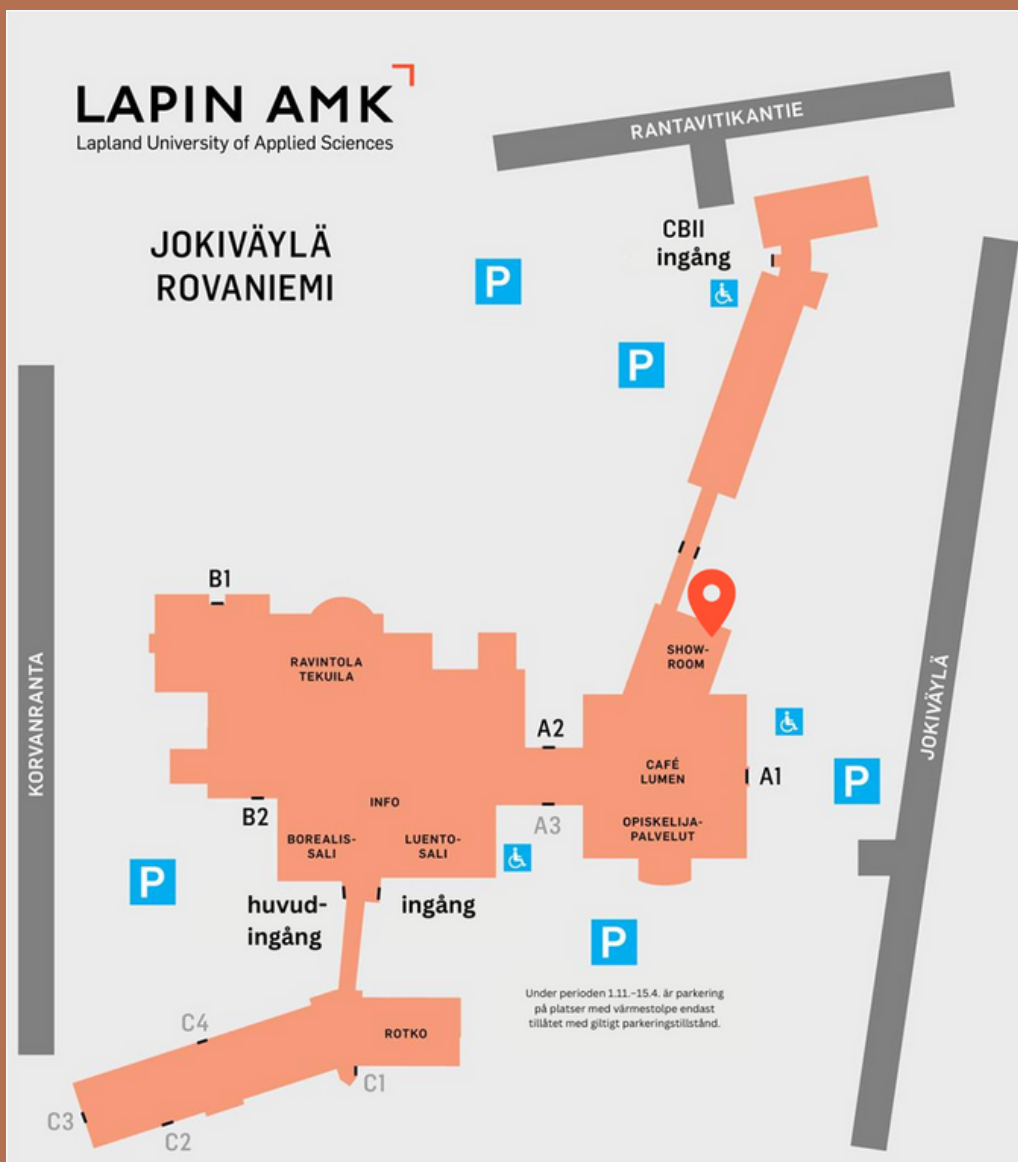 LAPIN AMK
Lapland University of Applied Sciences
JOKIVÄYLÄ
ROVANIEMI
RANTAVITIKANTIE
CBII
ingång
P
P
B1
SHOW-
ROOM
RAVINTOLA
TEKUILA
KORVANRANTA
JOKIVÄYLÄ
A2
CAFÉ
LUMEN
A1
P
INFO
B2
A3
OPISKELIJA-
PALVELUT
BOREALIS-
SALI
LUENTO-
SALI
P
huvud-
ingång
ingång
P
Under perioden 1.11.–15.4. är parkering
på platser med värmestolpe endast
tillåtet med giltigt parkeringstillstånd.
C4
ROTKO
C1
C3
C2